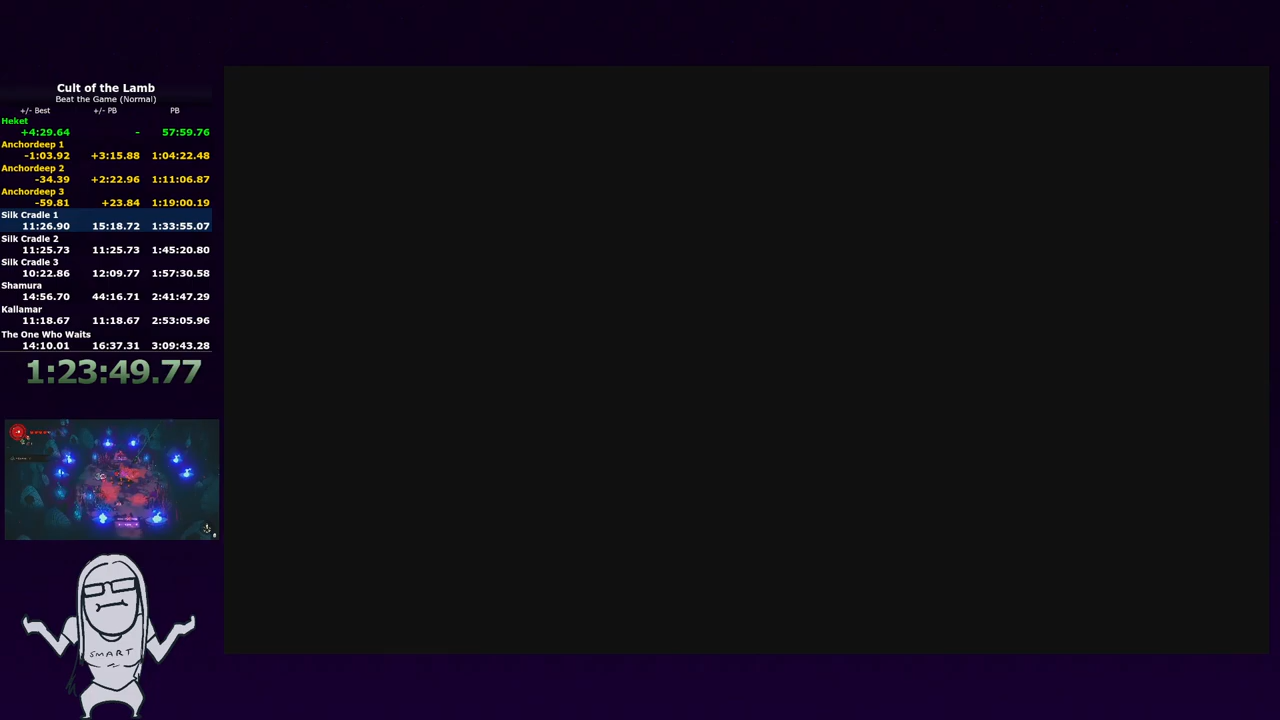 Cult of the Lamb
Beat the Game (Normal)
+/- Best +/- PB PB
Heket
+4:29.64 - 57:59.76
Anchordeep 1
-1:03.92 +3:15.88 1:04:22.48
Anchordeep 2
-34.39 +2:22.96 1:11:06.87
Anchordeep 3
-59.81 +23.84 1:19:00.19
Silk Cradle 1
11:26.90 15:18.72 1:33:55.07
Silk Cradle 2
11:25.73 11:25.73 1:45:20.80
Silk Cradle 3
10:22.86 12:09.77 1:57:30.58
Shamura
14:56.70 44:16.71 2:41:47.29
Kallamar
11:18.67 11:18.67 2:53:05.96
The One Who Waits
14:10.01 16:37.31 3:09:43.28
1:23:49.77
SMART